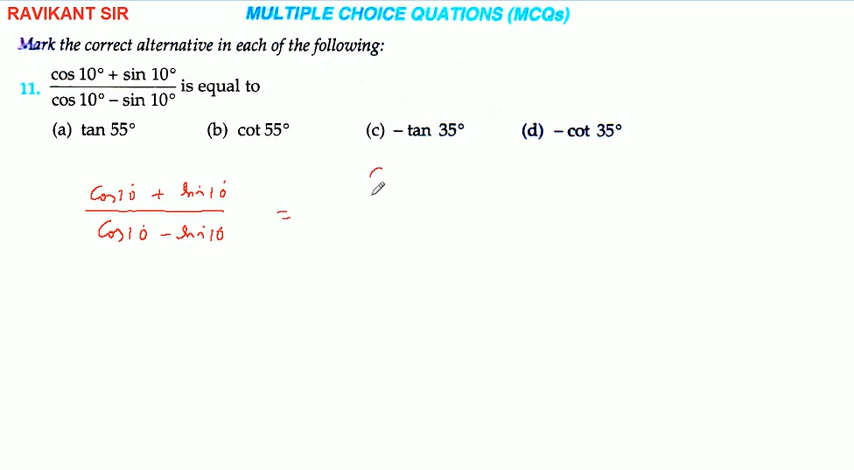 RAVIKANT SIR MULTIPLE CHOICE QUATIONS (MCQs)
Mark the correct alternative in each of the following:
11. cos 10° + sin 10° / cos 10° – sin 10° is equal to
(a) tan 55° (b) cot 55° (c) – tan 35° (d) – cot 35°
cos10° + sin10°
cos10° – sin10° =